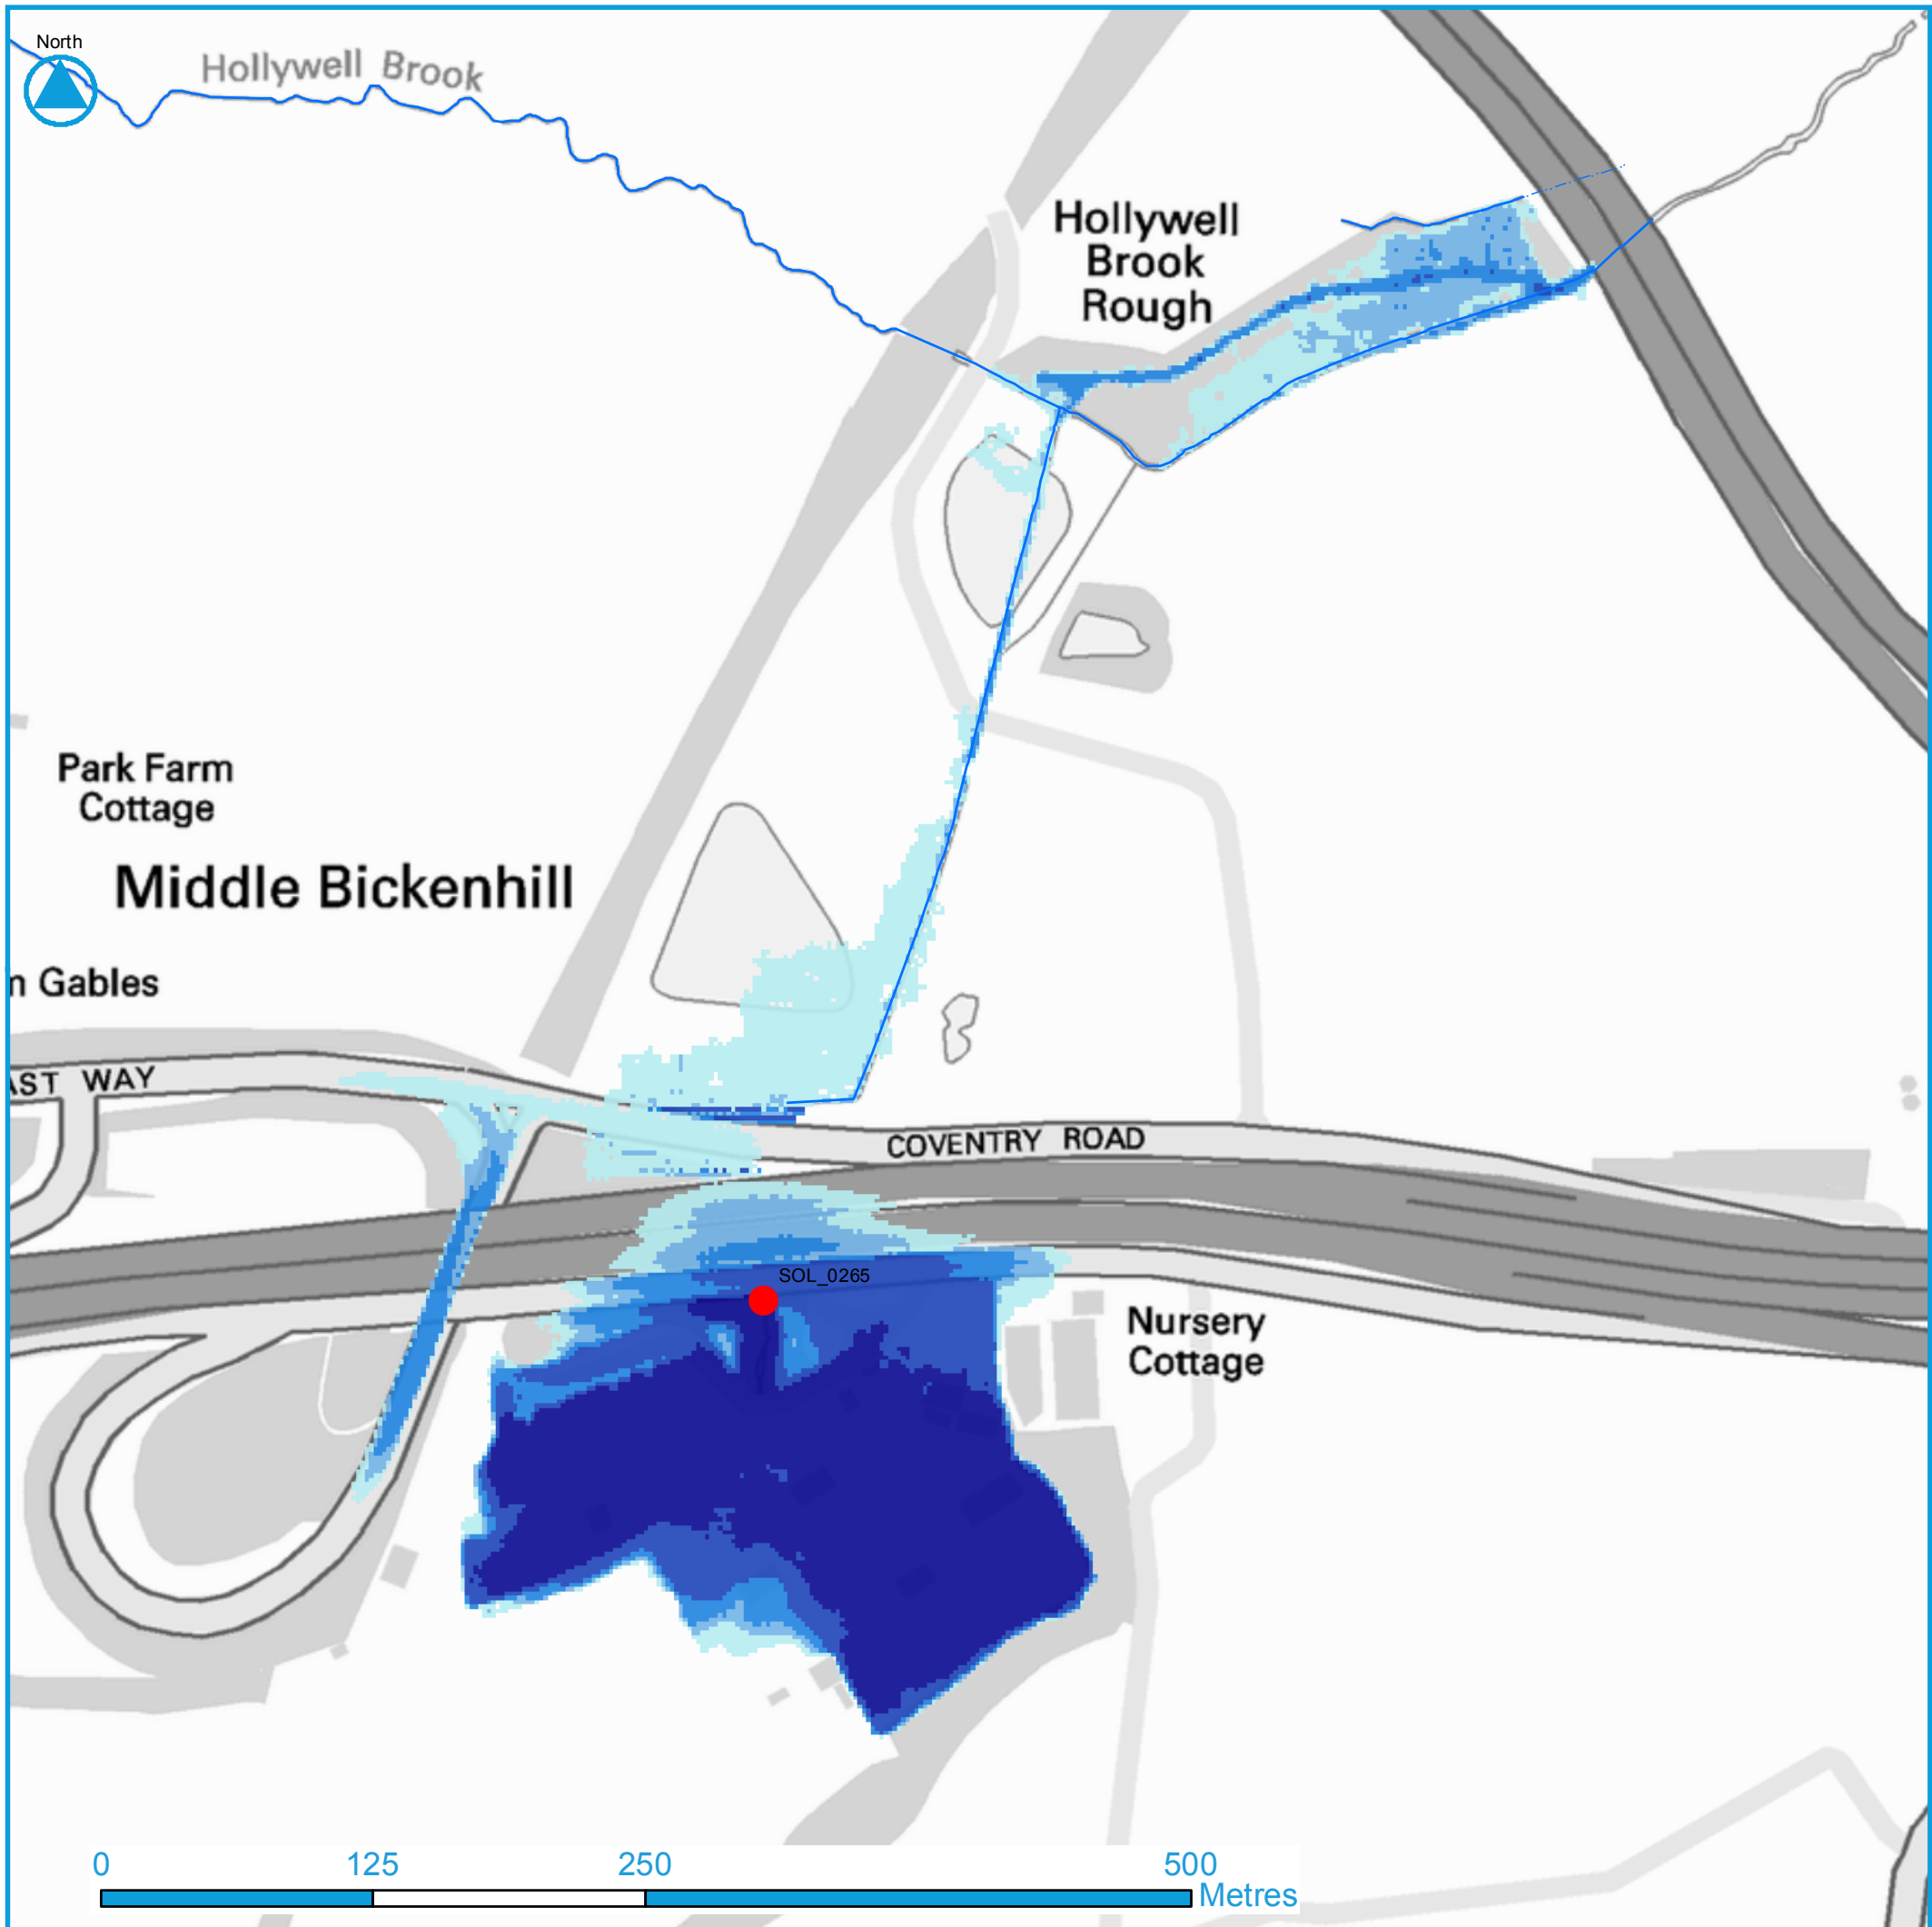 North
Hollywell Brook
Hollywell
Brook
Rough
Park Farm
Cottage
Middle Bickenhill
n Gables
AST WAY
COVENTRY ROAD
SOL_0265
Nursery
Cottage
0 125 250 500
Metres